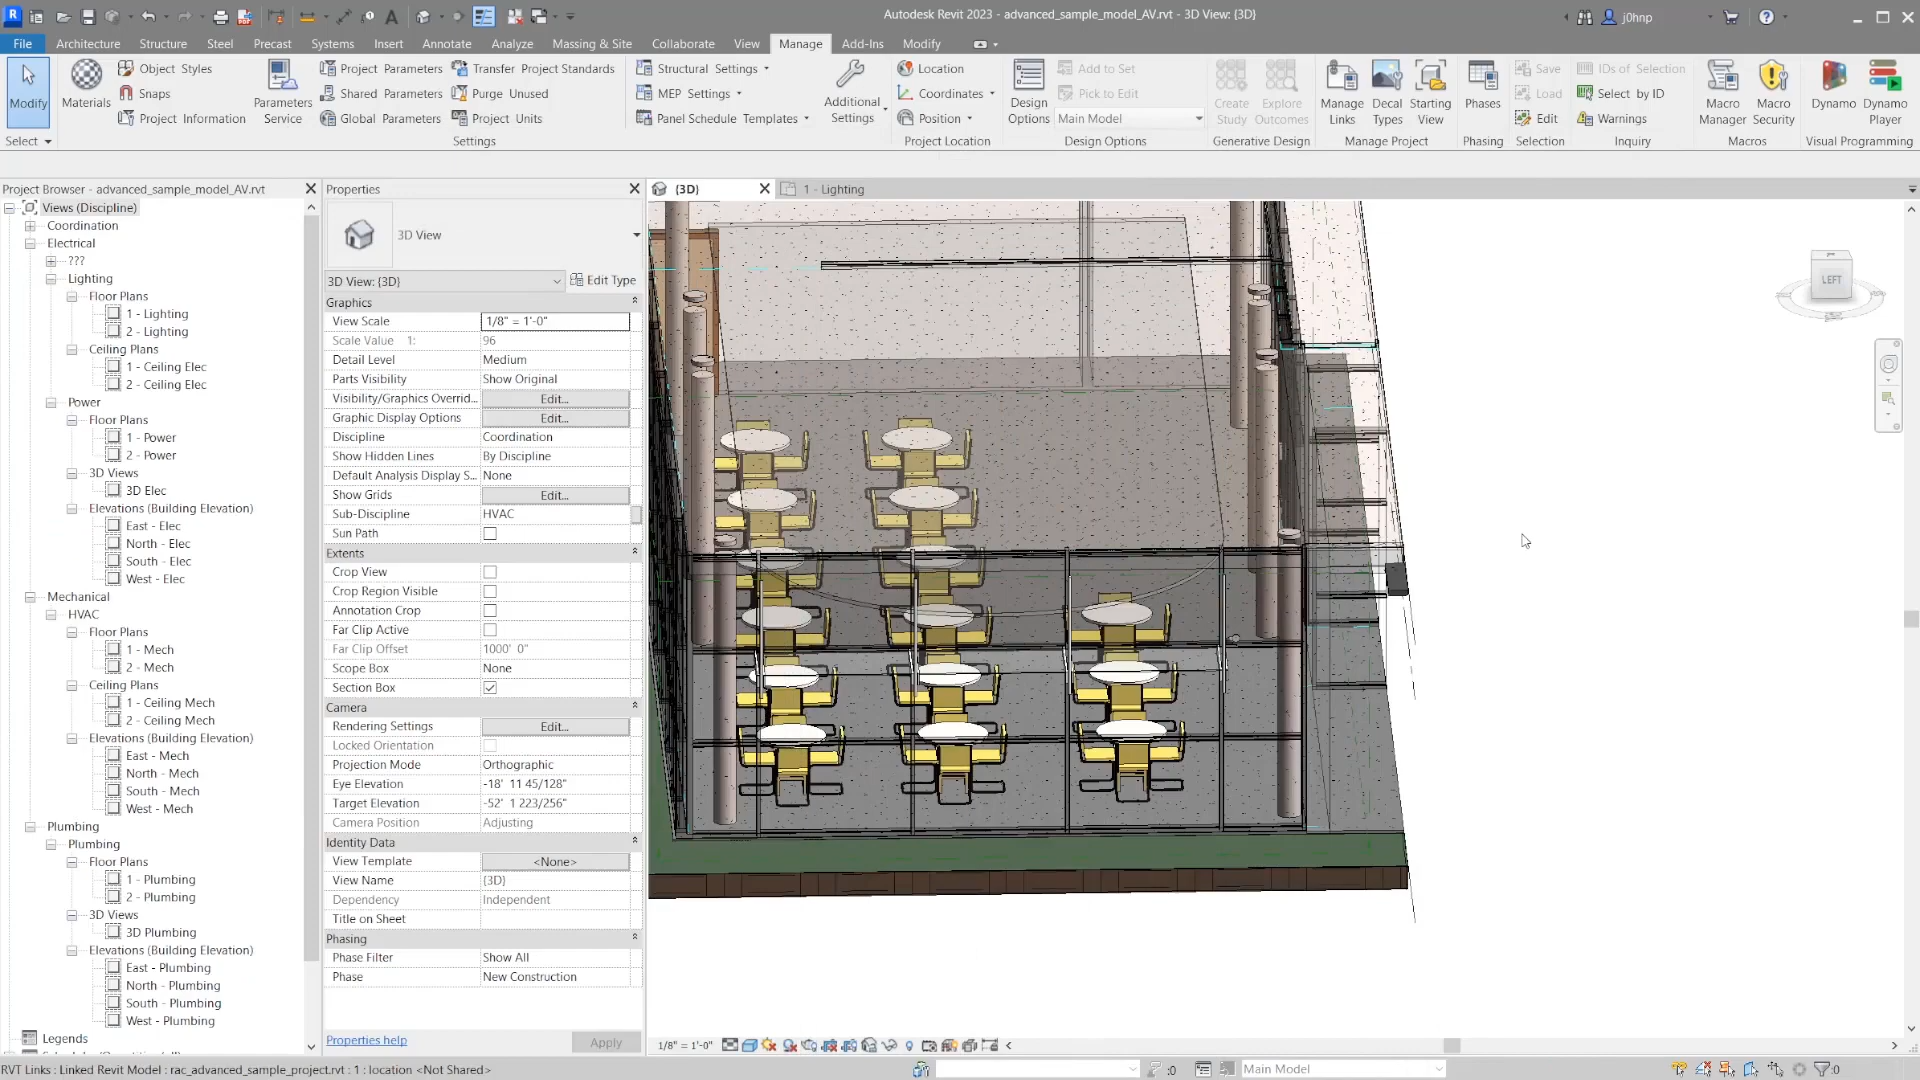 Autodesk Revit 2023 - advanced_sample_model_AV.rvt - 3D View: {3D}
j0hnp
File Architecture Structure Steel Precast Systems Insert Annotate Analyze Massing & Site Collaborate View Manage Add-Ins Modify
Modify
Select
Materials
Object Styles
Snaps
Project Information
Parameters Service
Project Parameters
Shared Parameters
Global Parameters
Transfer Project Standards
Purge Unused
Project Units
Settings
Structural Settings
MEP Settings
Panel Schedule Templates
Additional Settings
Location
Coordinates
Position
Project Location
Design Options
Add to Set
Pick to Edit
Main Model
Design Options
Create Study
Explore Outcomes
Generative Design
Manage Links
Decal Types
Starting View
Manage Project
Phases
Phasing
Save
Load
Edit
Selection
IDs of Selection
Select by ID
Warnings
Inquiry
Macro Manager
Macro Security
Macros
Dynamo
Dynamo Player
Visual Programming
Project Browser - advanced_sample_model_AV.rvt
Views (Discipline)
Coordination
Electrical
???
Lighting
Floor Plans
1 - Lighting
2 - Lighting
Ceiling Plans
1 - Ceiling Elec
2 - Ceiling Elec
Power
Floor Plans
1 - Power
2 - Power
3D Views
3D Elec
Elevations (Building Elevation)
East - Elec
North - Elec
South - Elec
West - Elec
Mechanical
HVAC
Floor Plans
1 - Mech
2 - Mech
Ceiling Plans
1 - Ceiling Mech
2 - Ceiling Mech
Elevations (Building Elevation)
East - Mech
North - Mech
South - Mech
West - Mech
Plumbing
Plumbing
Floor Plans
1 - Plumbing
2 - Plumbing
3D Views
3D Plumbing
Elevations (Building Elevation)
East - Plumbing
North - Plumbing
South - Plumbing
West - Plumbing
Legends
Properties
3D View
3D View: {3D} Edit Type
Graphics
View Scale 1/8" = 1'-0"
Scale Value 1: 96
Detail Level Medium
Parts Visibility Show Original
Visibility/Graphics Overrid... Edit...
Graphic Display Options Edit...
Discipline Coordination
Show Hidden Lines By Discipline
Default Analysis Display S... None
Show Grids Edit...
Sub-Discipline HVAC
Sun Path
Extents
Crop View
Crop Region Visible
Annotation Crop
Far Clip Active
Far Clip Offset 1000' 0"
Scope Box None
Section Box
Camera
Rendering Settings Edit...
Locked Orientation
Projection Mode Orthographic
Eye Elevation -18' 11 45/128"
Target Elevation -52' 1 223/256"
Camera Position Adjusting
Identity Data
View Template <None>
View Name {3D}
Dependency Independent
Title on Sheet
Phasing
Phase Filter Show All
Phase New Construction
Properties help
Apply
{3D}
1 - Lighting
LEFT
1/8" = 1'-0"
RVT Links : Linked Revit Model : rac_advanced_sample_project.rvt : 1 : location <Not Shared>
:0
Main Model
:0